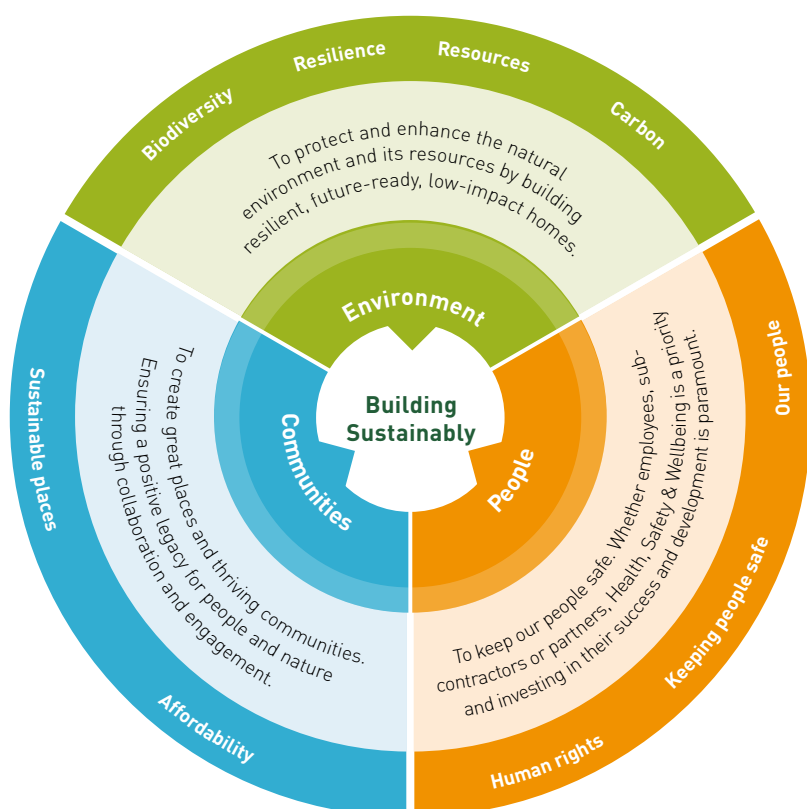 Biodiversity
Resilience
Resources
Carbon
To protect and enhance the natural
environment and its resources by building
resilient, future-ready, low-impact homes.
Environment
Building
Sustainably
Communities
People
Sustainable places
Affordability
To create great places and thriving communities.
Ensuring a positive legacy for people and nature
through collaboration and engagement.
Our people
Keeping people safe
Human rights
To keep our people safe. Whether employees, sub-
contractors or partners, Health, Safety & Wellbeing is a priority
and investing in their success and development is paramount.